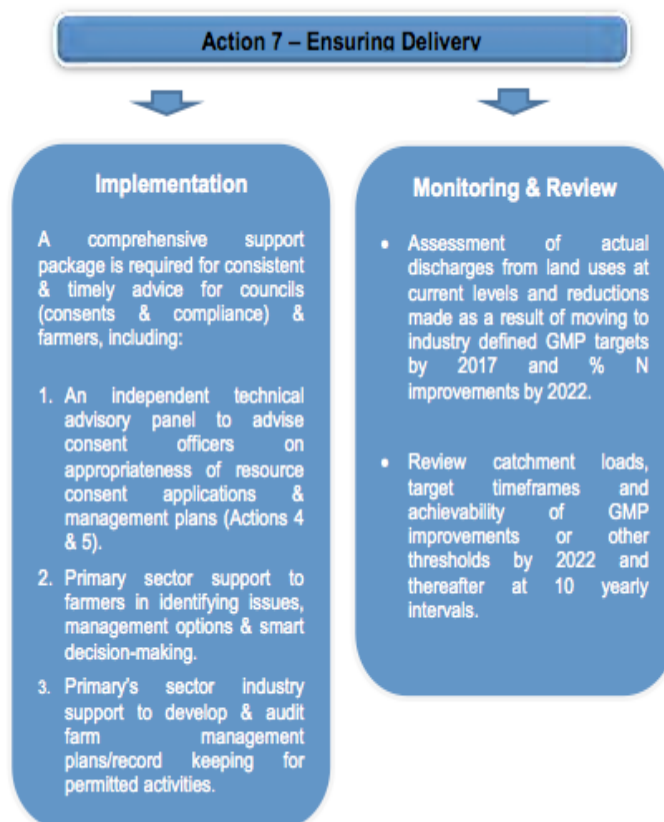 Action 7 – Ensuring Delivery
Implementation
A comprehensive support
package is required for consistent
& timely advice for councils
(consents & compliance) &
farmers, including:
1. An independent technical
advisory panel to advise
consent officers on
appropriateness of resource
consent applications &
management plans (Actions 4
& 5).
2. Primary sector support to
farmers in identifying issues,
management options & smart
decision-making.
3. Primary's sector industry
support to develop & audit
farm management
plans/record keeping for
permitted activities.
Monitoring & Review
• Assessment of actual
discharges from land uses at
current levels and reductions
made as a result of moving to
industry defined GMP targets
by 2017 and % N
improvements by 2022.
• Review catchment loads,
target timeframes and
achievability of GMP
improvements or other
thresholds by 2022 and
thereafter at 10 yearly
intervals.